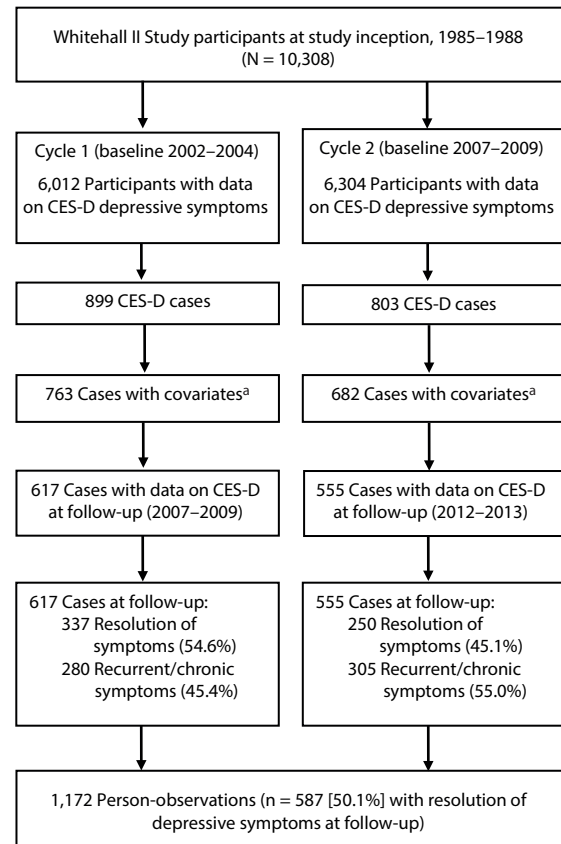 Whitehall II Study participants at study inception, 1985–1988
(N = 10,308)
Cycle 1 (baseline 2002–2004)
6,012 Participants with data
on CES-D depressive symptoms
Cycle 2 (baseline 2007–2009)
6,304 Participants with data
on CES-D depressive symptoms
899 CES-D cases
803 CES-D cases
763 Cases with covariatesª
682 Cases with covariatesª
617 Cases with data on CES-D
at follow-up (2007–2009)
555 Cases with data on CES-D
at follow-up (2012–2013)
617 Cases at follow-up:
337 Resolution of
symptoms (54.6%)
280 Recurrent/chronic
symptoms (45.4%)
555 Cases at follow-up:
250 Resolution of
symptoms (45.1%)
305 Recurrent/chronic
symptoms (55.0%)
1,172 Person-observations (n = 587 [50.1%] with resolution of
depressive symptoms at follow-up)